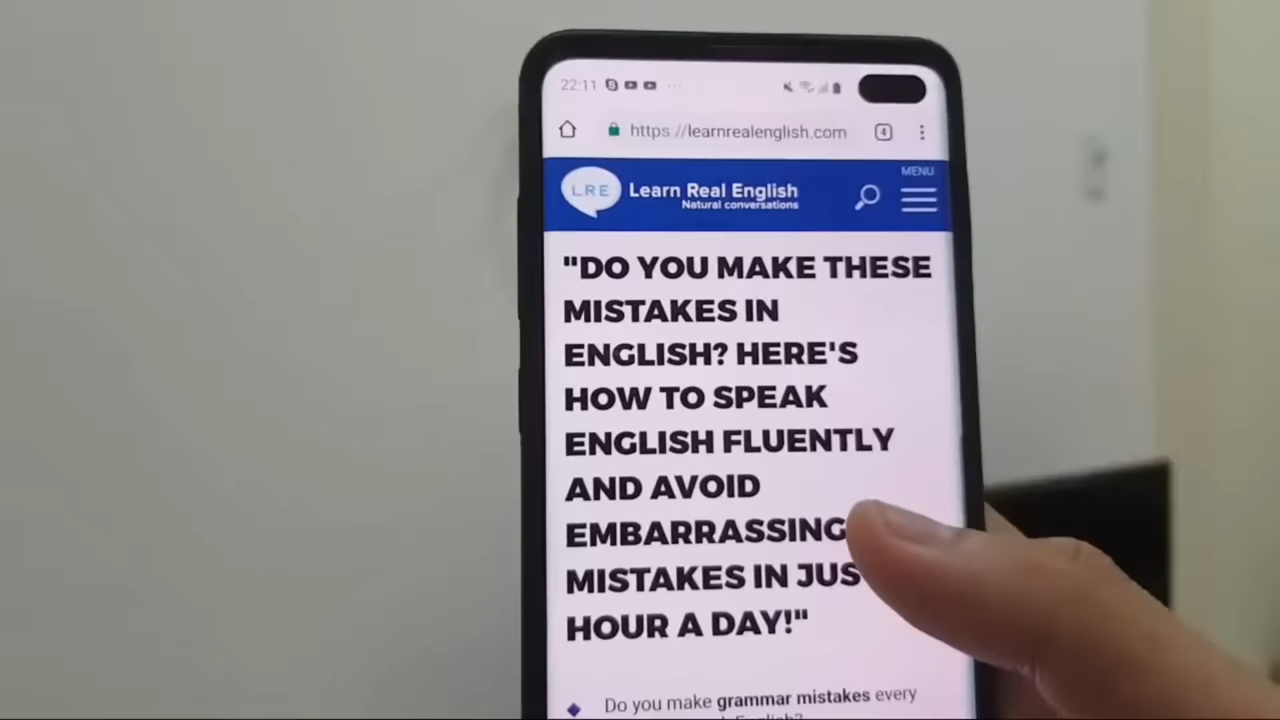 22:11
https://learnrealenglish.com
4
MENU
LRE
Learn Real English
Natural conversations
"DO YOU MAKE THESE
MISTAKES IN
ENGLISH? HERE'S
HOW TO SPEAK
ENGLISH FLUENTLY
AND AVOID
EMBARRASSING
MISTAKES IN JUS
HOUR A DAY!"
Do you make grammar mistakes every
English?